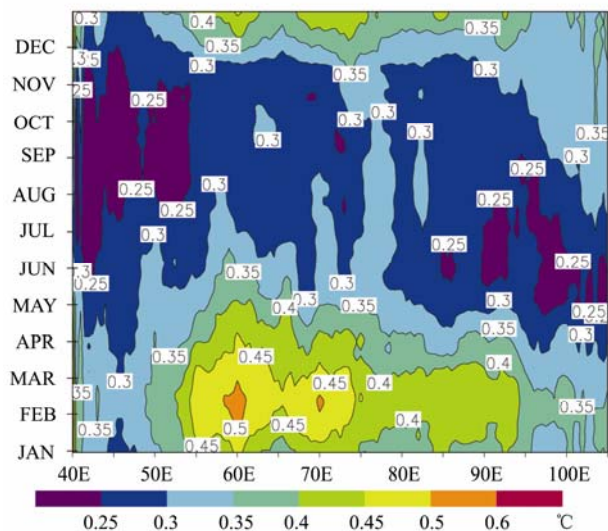 0.3 0.4 0.35
DEC 0.35 0.35 0.35 0.35
0.3 0.3
NOV 0.25 0.25 0.35
OCT 0.3
0.3 0.3 0.3
SEP 0.3
0.3
AUG 0.25 0.25 0.25
JUL 0.3
0.25 0.25
JUN 0.3 0.35 0.35
0.25 0.3 0.4 0.3 0.3
MAY 0.35
APR 0.35 0.35
0.45 0.4
MAR 0.3 0.45 0.4
0.35
FEB 0.35 0.5 0.4 0.35
JAN 0.45 0.45
40E 50E 60E 70E 80E 90E 100E
0.25 0.3 0.35 0.4 0.45 0.5 0.6 ℃